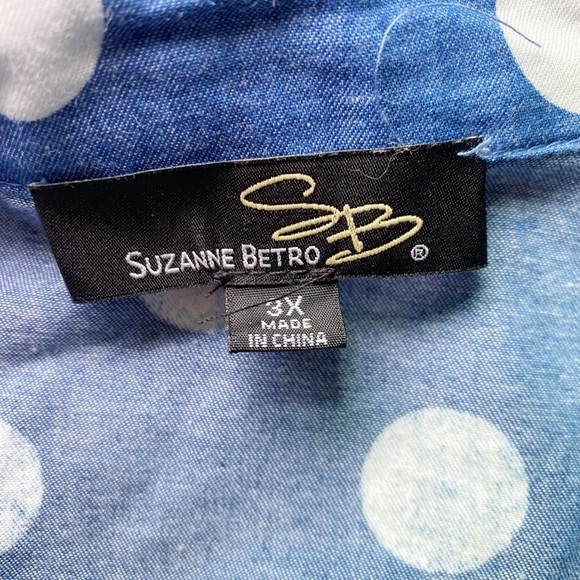 SB
SUZANNE BETRO ®
3X
MADE
IN CHINA